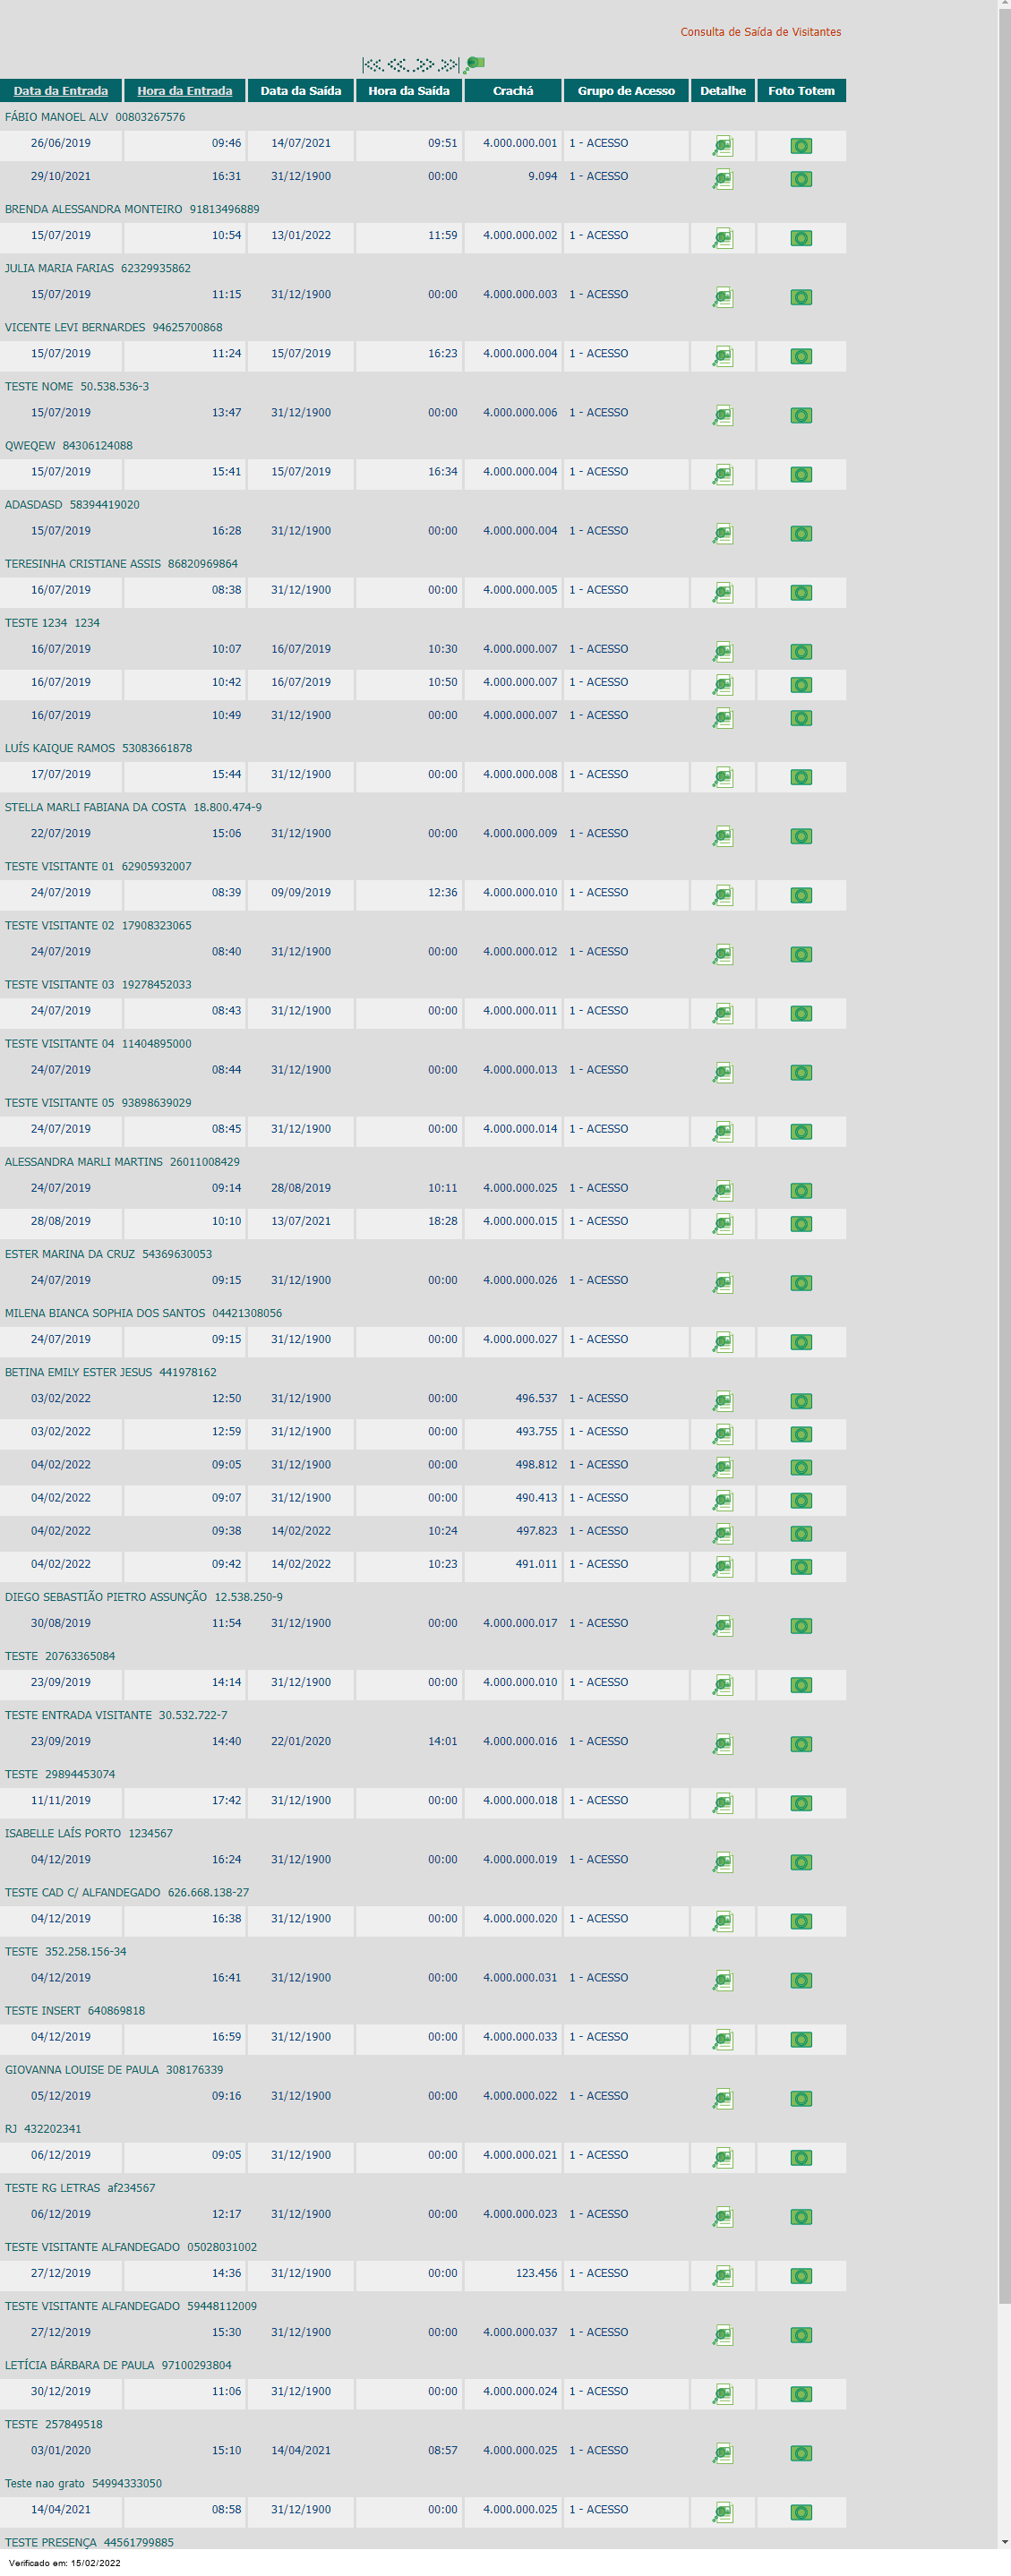 Consulta de Saída de Visitantes
Data da Entrada Hora da Entrada Data da Saída Hora da Saída Crachá Grupo de Acesso Detalhe Foto Totem
FÁBIO MANOEL ALV 00803267576
26/06/2019 09:46 14/07/2021 09:51 4.000.000.001 1 - ACESSO
29/10/2021 16:31 31/12/1900 00:00 9.094 1 - ACESSO
BRENDA ALESSANDRA MONTEIRO 91813496889
15/07/2019 10:54 13/01/2022 11:59 4.000.000.002 1 - ACESSO
JULIA MARIA FARIAS 62329935862
15/07/2019 11:15 31/12/1900 00:00 4.000.000.003 1 - ACESSO
VICENTE LEVI BERNARDES 94625700868
15/07/2019 11:24 15/07/2019 16:23 4.000.000.004 1 - ACESSO
TESTE NOME 50.538.536-3
15/07/2019 13:47 31/12/1900 00:00 4.000.000.006 1 - ACESSO
QWEQEW 84306124088
15/07/2019 15:41 15/07/2019 16:34 4.000.000.004 1 - ACESSO
ADASDASD 58394419020
15/07/2019 16:28 31/12/1900 00:00 4.000.000.004 1 - ACESSO
TERESINHA CRISTIANE ASSIS 86820969864
16/07/2019 08:38 31/12/1900 00:00 4.000.000.005 1 - ACESSO
TESTE 1234 1234
16/07/2019 10:07 16/07/2019 10:30 4.000.000.007 1 - ACESSO
16/07/2019 10:42 16/07/2019 10:50 4.000.000.007 1 - ACESSO
16/07/2019 10:49 31/12/1900 00:00 4.000.000.007 1 - ACESSO
LUÍS KAIQUE RAMOS 53083661878
17/07/2019 15:44 31/12/1900 00:00 4.000.000.008 1 - ACESSO
STELLA MARLI FABIANA DA COSTA 18.800.474-9
22/07/2019 15:06 31/12/1900 00:00 4.000.000.009 1 - ACESSO
TESTE VISITANTE 01 62905932007
24/07/2019 08:39 09/09/2019 12:36 4.000.000.010 1 - ACESSO
TESTE VISITANTE 02 17908323065
24/07/2019 08:40 31/12/1900 00:00 4.000.000.012 1 - ACESSO
TESTE VISITANTE 03 19278452033
24/07/2019 08:43 31/12/1900 00:00 4.000.000.011 1 - ACESSO
TESTE VISITANTE 04 11404895000
24/07/2019 08:44 31/12/1900 00:00 4.000.000.013 1 - ACESSO
TESTE VISITANTE 05 93898639029
24/07/2019 08:45 31/12/1900 00:00 4.000.000.014 1 - ACESSO
ALESSANDRA MARLI MARTINS 26011008429
24/07/2019 09:14 28/08/2019 10:11 4.000.000.025 1 - ACESSO
28/08/2019 10:10 13/07/2021 18:28 4.000.000.015 1 - ACESSO
ESTER MARINA DA CRUZ 54369630053
24/07/2019 09:15 31/12/1900 00:00 4.000.000.026 1 - ACESSO
MILENA BIANCA SOPHIA DOS SANTOS 04421308056
24/07/2019 09:15 31/12/1900 00:00 4.000.000.027 1 - ACESSO
BETINA EMILY ESTER JESUS 441978162
03/02/2022 12:50 31/12/1900 00:00 496.537 1 - ACESSO
03/02/2022 12:59 31/12/1900 00:00 493.755 1 - ACESSO
04/02/2022 09:05 31/12/1900 00:00 498.812 1 - ACESSO
04/02/2022 09:07 31/12/1900 00:00 490.413 1 - ACESSO
04/02/2022 09:38 14/02/2022 10:24 497.823 1 - ACESSO
04/02/2022 09:42 14/02/2022 10:23 491.011 1 - ACESSO
DIEGO SEBASTIÃO PIETRO ASSUNÇÃO 12.538.250-9
30/08/2019 11:54 31/12/1900 00:00 4.000.000.017 1 - ACESSO
TESTE 20763365084
23/09/2019 14:14 31/12/1900 00:00 4.000.000.010 1 - ACESSO
TESTE ENTRADA VISITANTE 30.532.722-7
23/09/2019 14:40 22/01/2020 14:01 4.000.000.016 1 - ACESSO
TESTE 29894453074
11/11/2019 17:42 31/12/1900 00:00 4.000.000.018 1 - ACESSO
ISABELLE LAÍS PORTO 1234567
04/12/2019 16:24 31/12/1900 00:00 4.000.000.019 1 - ACESSO
TESTE CAD C/ ALFANDEGADO 626.668.138-27
04/12/2019 16:38 31/12/1900 00:00 4.000.000.020 1 - ACESSO
TESTE 352.258.156-34
04/12/2019 16:41 31/12/1900 00:00 4.000.000.031 1 - ACESSO
TESTE INSERT 640869818
04/12/2019 16:59 31/12/1900 00:00 4.000.000.033 1 - ACESSO
GIOVANNA LOUISE DE PAULA 308176339
05/12/2019 09:16 31/12/1900 00:00 4.000.000.022 1 - ACESSO
RJ 432202341
06/12/2019 09:05 31/12/1900 00:00 4.000.000.021 1 - ACESSO
TESTE RG LETRAS af234567
06/12/2019 12:17 31/12/1900 00:00 4.000.000.023 1 - ACESSO
TESTE VISITANTE ALFANDEGADO 05028031002
27/12/2019 14:36 31/12/1900 00:00 123.456 1 - ACESSO
TESTE VISITANTE ALFANDEGADO 59448112009
27/12/2019 15:30 31/12/1900 00:00 4.000.000.037 1 - ACESSO
LETÍCIA BÁRBARA DE PAULA 97100293804
30/12/2019 11:06 31/12/1900 00:00 4.000.000.024 1 - ACESSO
TESTE 257849518
03/01/2020 15:10 14/04/2021 08:57 4.000.000.025 1 - ACESSO
Teste nao grato 54994333050
14/04/2021 08:58 31/12/1900 00:00 4.000.000.025 1 - ACESSO
TESTE PRESENÇA 44561799885
Verificado em: 15/02/2022